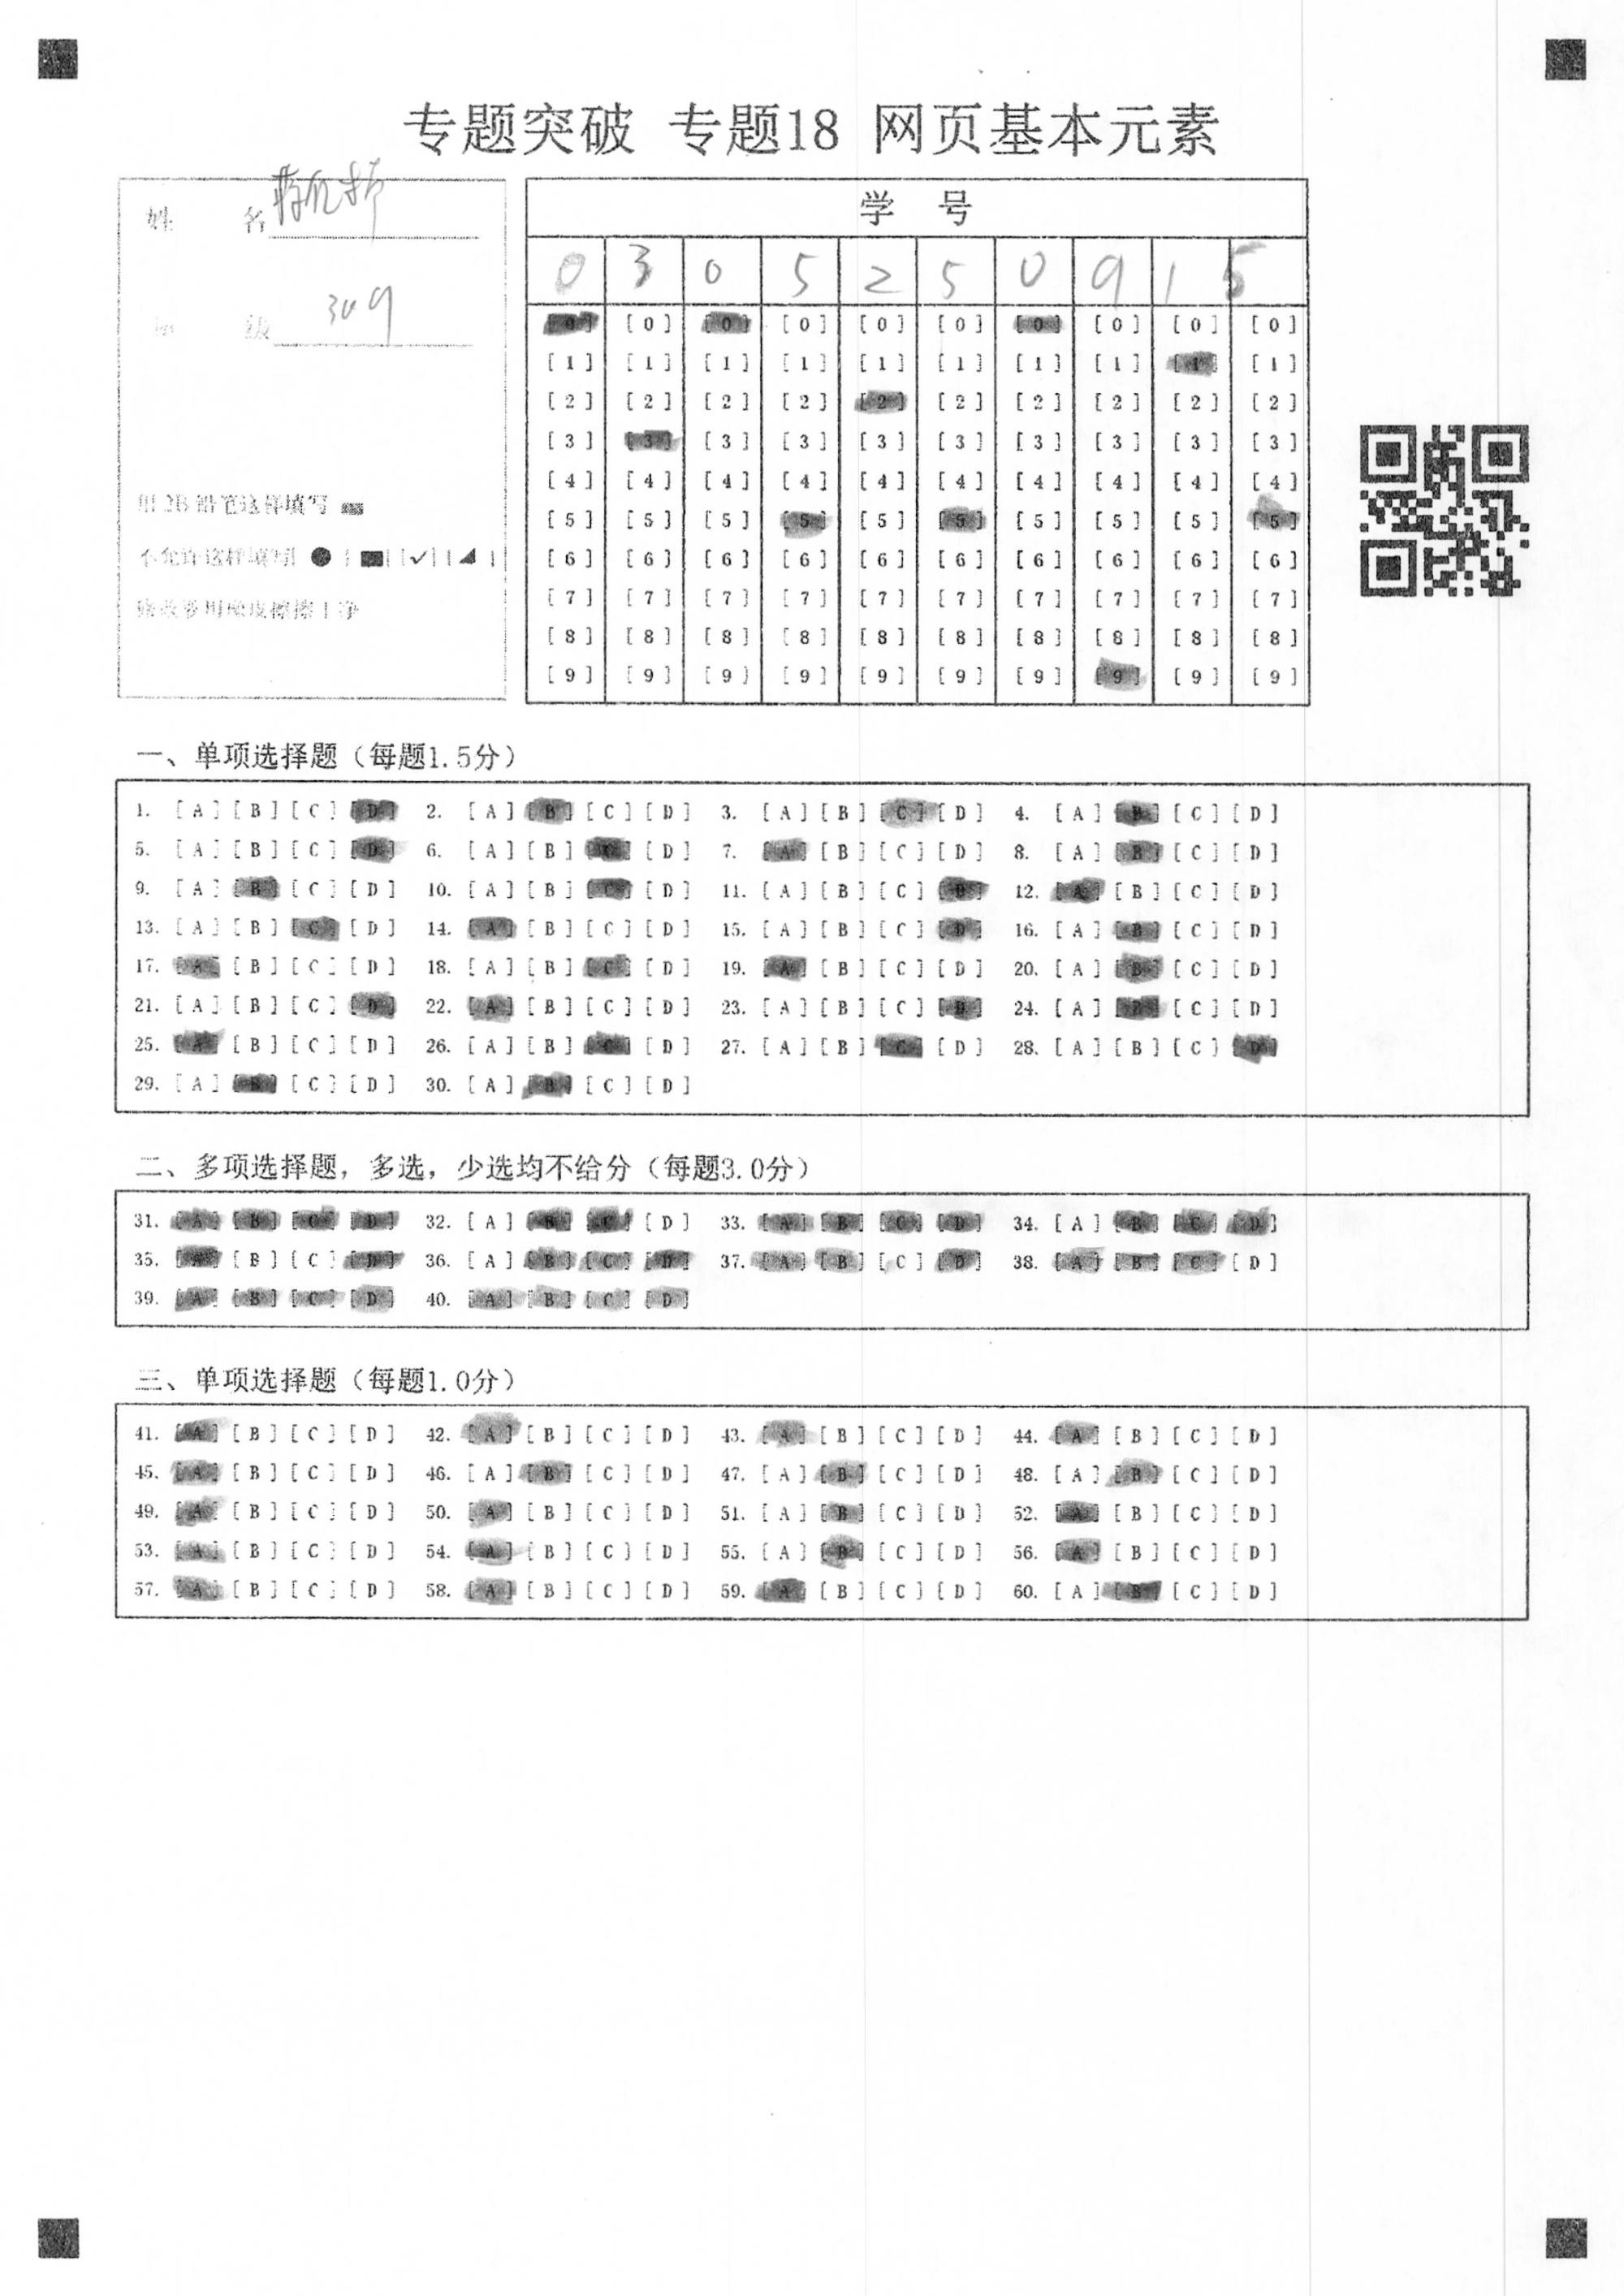 专题突破 专题18 网页基本元素
姓 名
级 309
用2B铅笔这样填写
不允许这样填写
修改要用橡皮擦擦干净
学 号
0 3 0 5 2 5 0 9 1 5
[0] [0] [0] [0] [0] [0] [0] [0] [0] [0]
[1] [1] [1] [1] [1] [1] [1] [1] [1] [1]
[2] [2] [2] [2] [2] [2] [2] [2] [2] [2]
[3] [3] [3] [3] [3] [3] [3] [3] [3] [3]
[4] [4] [4] [4] [4] [4] [4] [4] [4] [4]
[5] [5] [5] [5] [5] [5] [5] [5] [5] [5]
[6] [6] [6] [6] [6] [6] [6] [6] [6] [6]
[7] [7] [7] [7] [7] [7] [7] [7] [7] [7]
[8] [8] [8] [8] [8] [8] [8] [8] [8] [8]
[9] [9] [9] [9] [9] [9] [9] [9] [9] [9]
一、单项选择题（每题1.5分）
1. [A] [B] [C] [D] 2. [A] [B] [C] [D] 3. [A] [B] [C] [D] 4. [A] [B] [C] [D]
5. [A] [B] [C] [D] 6. [A] [B] [C] [D] 7. [A] [B] [C] [D] 8. [A] [B] [C] [D]
9. [A] [B] [C] [D] 10. [A] [B] [C] [D] 11. [A] [B] [C] [D] 12. [A] [B] [C] [D]
13. [A] [B] [C] [D] 14. [A] [B] [C] [D] 15. [A] [B] [C] [D] 16. [A] [B] [C] [D]
17. [A] [B] [C] [D] 18. [A] [B] [C] [D] 19. [A] [B] [C] [D] 20. [A] [B] [C] [D]
21. [A] [B] [C] [D] 22. [A] [B] [C] [D] 23. [A] [B] [C] [D] 24. [A] [B] [C] [D]
25. [A] [B] [C] [D] 26. [A] [B] [C] [D] 27. [A] [B] [C] [D] 28. [A] [B] [C] [D]
29. [A] [B] [C] [D] 30. [A] [B] [C] [D]
二、多项选择题，多选，少选均不给分（每题3.0分）
31. [A] [B] [C] [D] 32. [A] [B] [C] [D] 33. [A] [B] [C] [D] 34. [A] [B] [C] [D]
35. [A] [B] [C] [D] 36. [A] [B] [C] [D] 37. [A] [B] [C] [D] 38. [A] [B] [C] [D]
39. [A] [B] [C] [D] 40. [A] [B] [C] [D]
三、单项选择题（每题1.0分）
41. [A] [B] [C] [D] 42. [A] [B] [C] [D] 43. [A] [B] [C] [D] 44. [A] [B] [C] [D]
45. [A] [B] [C] [D] 46. [A] [B] [C] [D] 47. [A] [B] [C] [D] 48. [A] [B] [C] [D]
49. [A] [B] [C] [D] 50. [A] [B] [C] [D] 51. [A] [B] [C] [D] 52. [A] [B] [C] [D]
53. [A] [B] [C] [D] 54. [A] [B] [C] [D] 55. [A] [B] [C] [D] 56. [A] [B] [C] [D]
57. [A] [B] [C] [D] 58. [A] [B] [C] [D] 59. [A] [B] [C] [D] 60. [A] [B] [C] [D]